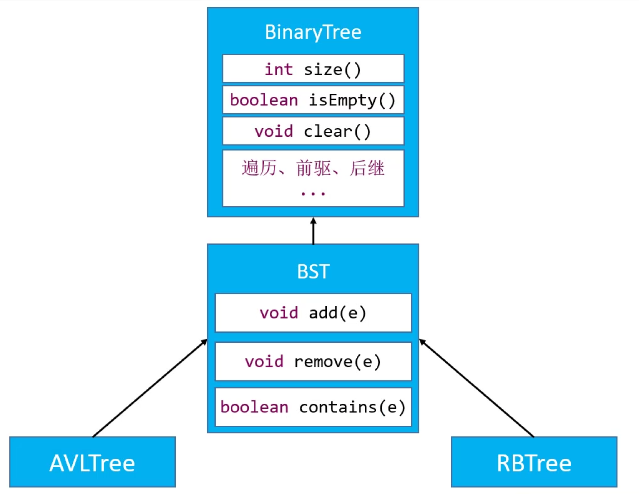 BinaryTree
int size()
boolean isEmpty()
void clear()
遍历、前驱、后继
...
BST
void add(e)
void remove(e)
boolean contains(e)
AVLTree
RBTree